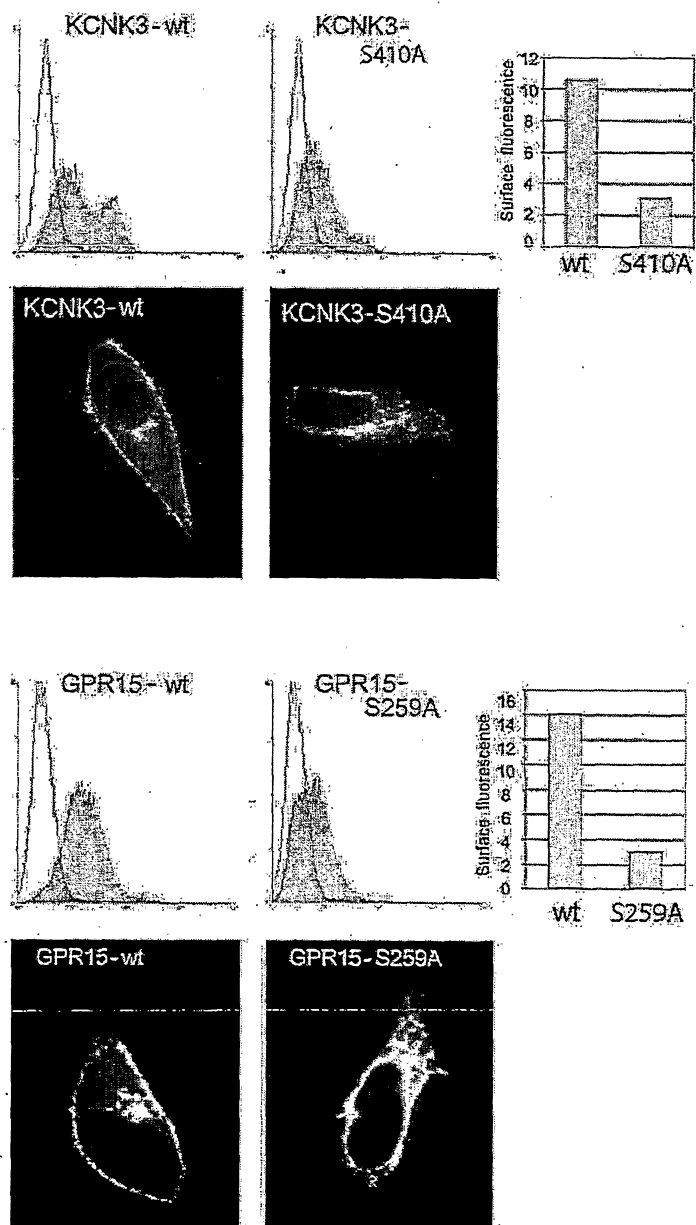 KCNK3-wt
KCNK3-
S410A
Surface fluorescence
12
10
8
6
4
2
0
wt S410A
KCNK3-wt
KCNK3-S410A
GPR15-wt
GPR15-
S259A
Surface fluorescence
16
14
12
10
8
6
4
2
0
wt S259A
GPR15-wt
GPR15-S259A